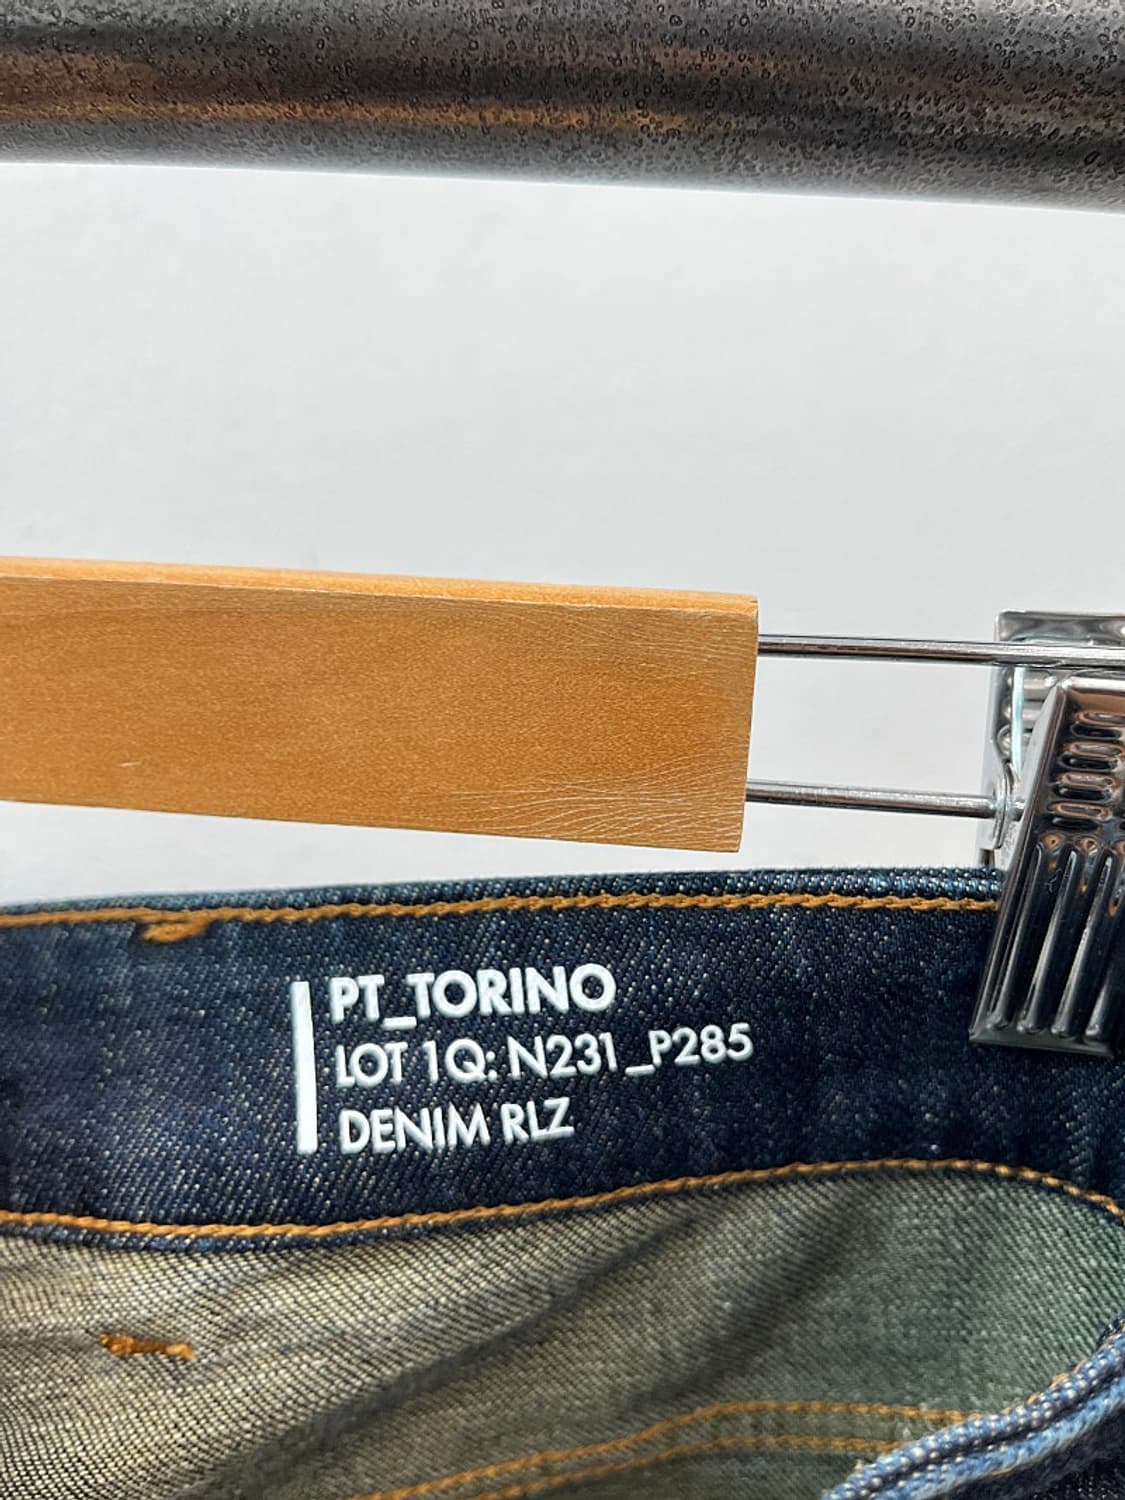 PT_TORINO
LOT 1Q: N231_P285
DENIM RLZ